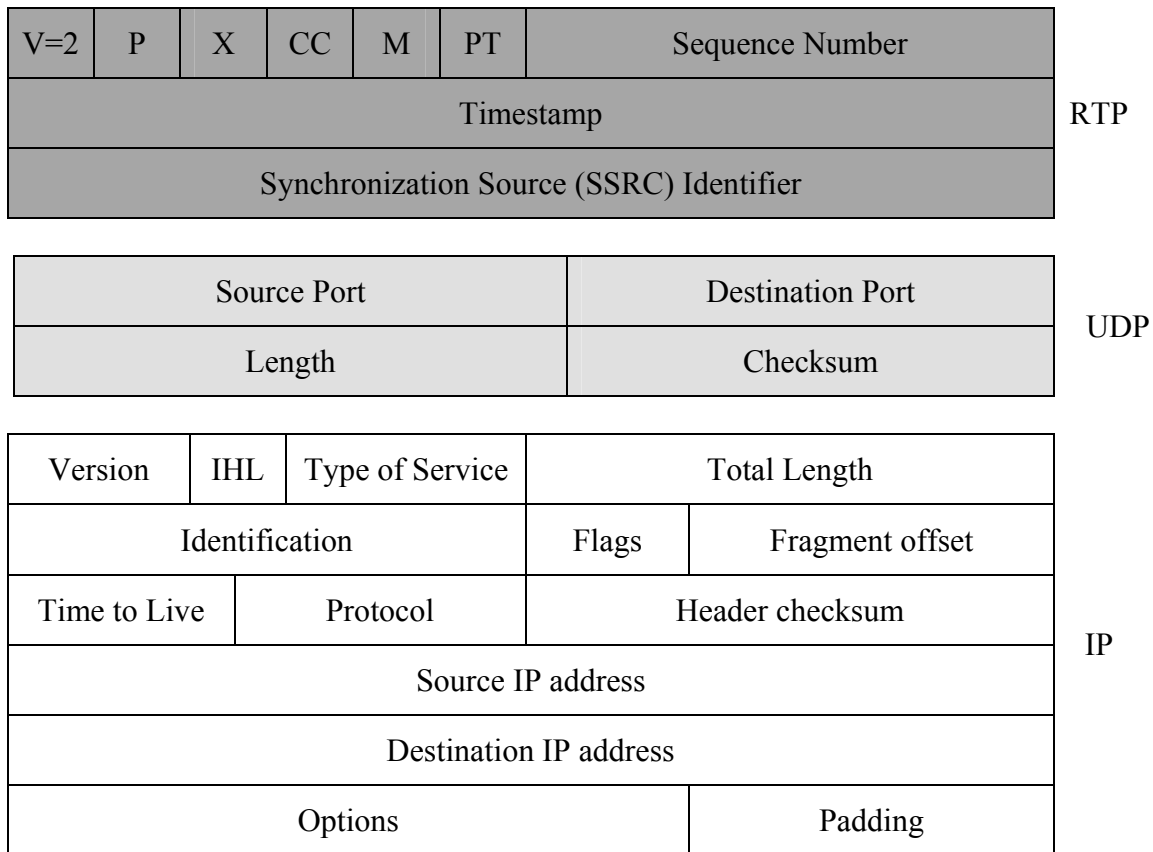 V=2 P X CC M PT Sequence Number
Timestamp
RTP
Synchronization Source (SSRC) Identifier
Source Port Destination Port
UDP
Length Checksum
Version IHL Type of Service Total Length
Identification Flags Fragment offset
Time to Live Protocol Header checksum
IP
Source IP address
Destination IP address
Options Padding